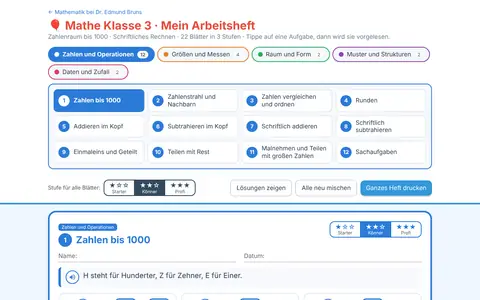 ← Mathematik bei Dr. Edmund Bruns
Mathe Klasse 3 · Mein Arbeitsheft
Zahlenraum bis 1000 · Schriftliches Rechnen · 22 Blätter in 3 Stufen · Tippe auf eine Aufgabe, dann wird sie vorgelesen.
Zahlen und Operationen 12
Größen und Messen 4
Raum und Form
Muster und Strukturen 2
Daten und Zufall 2
1 Zahlen bis 1000
2 Zahlenstrahl und Nachbarn
3 Zahlen vergleichen und ordnen
4 Runden
5 Addieren im Kopf
6 Subtrahieren im Kopf
7 Schriftlich addieren
8 Schriftlich subtrahieren
9 Einmaleins und Geteilt
10 Teilen mit Rest
11 Malnehmen und Teilen mit großen Zahlen
12 Sachaufgaben
Stufe für alle Blätter:
★☆☆ Starter
★★☆ Könner
★★★ Profi
Lösungen zeigen
Alle neu mischen
Ganzes Heft drucken
Zahlen und Operationen
1 Zahlen bis 1000
★☆☆ Starter
★★☆ Könner
★★★ Profi
Name:
Datum:
H steht für Hunderter, Z für Zehner, E für Einer.